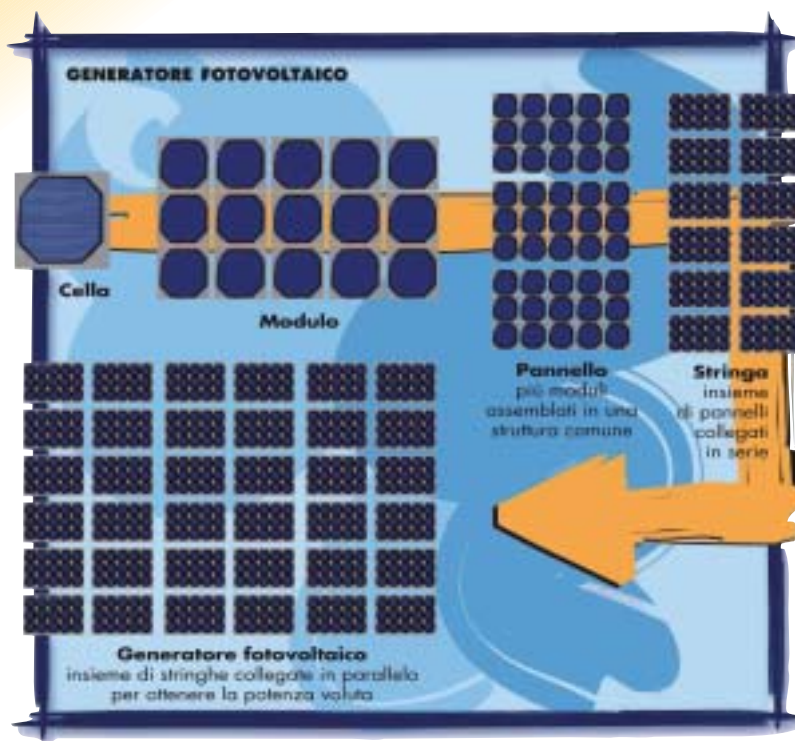 GENERATORE FOTOVOLTAICO
Cella
Modulo
Pannello
più moduli
assemblati in una
struttura comune
Stringa
insieme
di pannelli
collegati
in serie
Generatore fotovoltaico
insieme di stringhe collegate in parallelo
per ottenere la potenza voluta